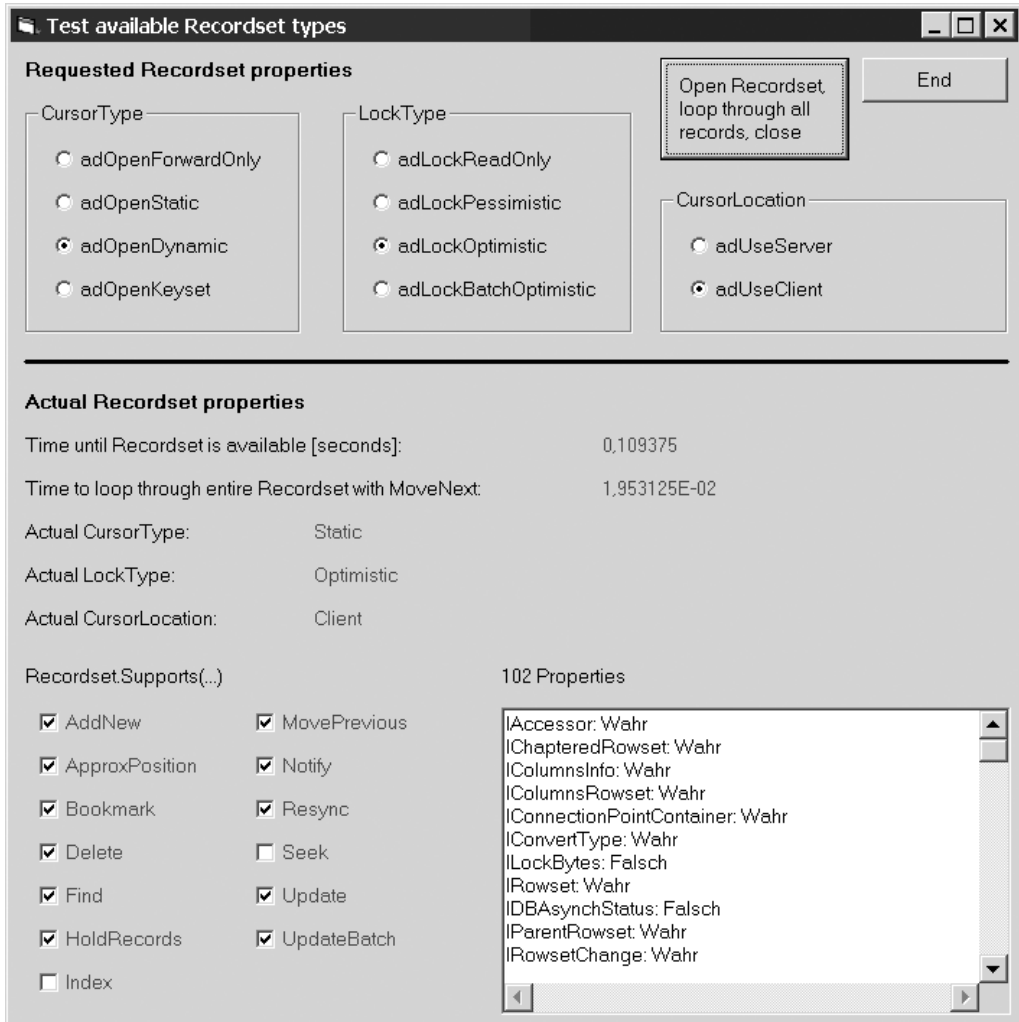 Test available Recordset types
Requested Recordset properties
Open Recordset,
loop through all
records, close
End
CursorType
adOpenForwardOnly
adOpenStatic
adOpenDynamic
adOpenKeyset
LockType
adLockReadOnly
adLockPessimistic
adLockOptimistic
adLockBatchOptimistic
CursorLocation
adUseServer
adUseClient
Actual Recordset properties
Time until Recordset is available [seconds]: 0,109375
Time to loop through entire Recordset with MoveNext: 1,953125E-02
Actual CursorType: Static
Actual LockType: Optimistic
Actual CursorLocation: Client
Recordset.Supports(...)
AddNew
ApproxPosition
Bookmark
Delete
Find
HoldRecords
Index
MovePrevious
Notify
Resync
Seek
Update
UpdateBatch
102 Properties
IAccessor: Wahr
IChapteredRowset: Wahr
IColumnsInfo: Wahr
IColumnsRowset: Wahr
IConnectionPointContainer: Wahr
IConvertType: Wahr
ILockBytes: Falsch
IRowset: Wahr
IDBAsynchStatus: Falsch
IParentRowset: Wahr
IRowsetChange: Wahr